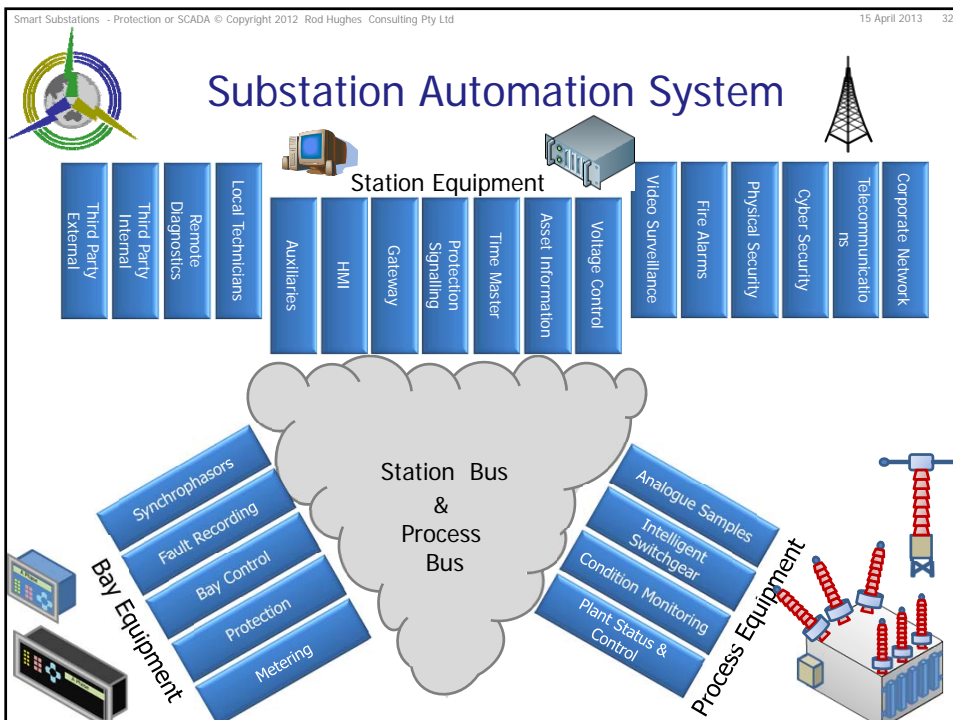 Smart Substations - Protection or SCADA © Copyright 2012 Rod Hughes Consulting Pty Ltd
15 April 2013 32
Substation Automation System
Station Equipment
Third Party
External
Third Party
Internal
Remote
Diagnostics
Local Technicians
Auxiliaries
HMI
Gateway
Protection
Signalling
Time Master
Asset Information
Voltage Control
Video Surveillance
Fire Alarms
Physical Security
Cyber Security
Telecommunicatio
ns
Corporate Network
Station Bus
&
Process
Bus
Synchrophasors
Fault Recording
Bay Control
Protection
Metering
Bay Equipment
Analogue Samples
Intelligent
Switchgear
Condition Monitoring
Plant Status &
Control
Process Equipment